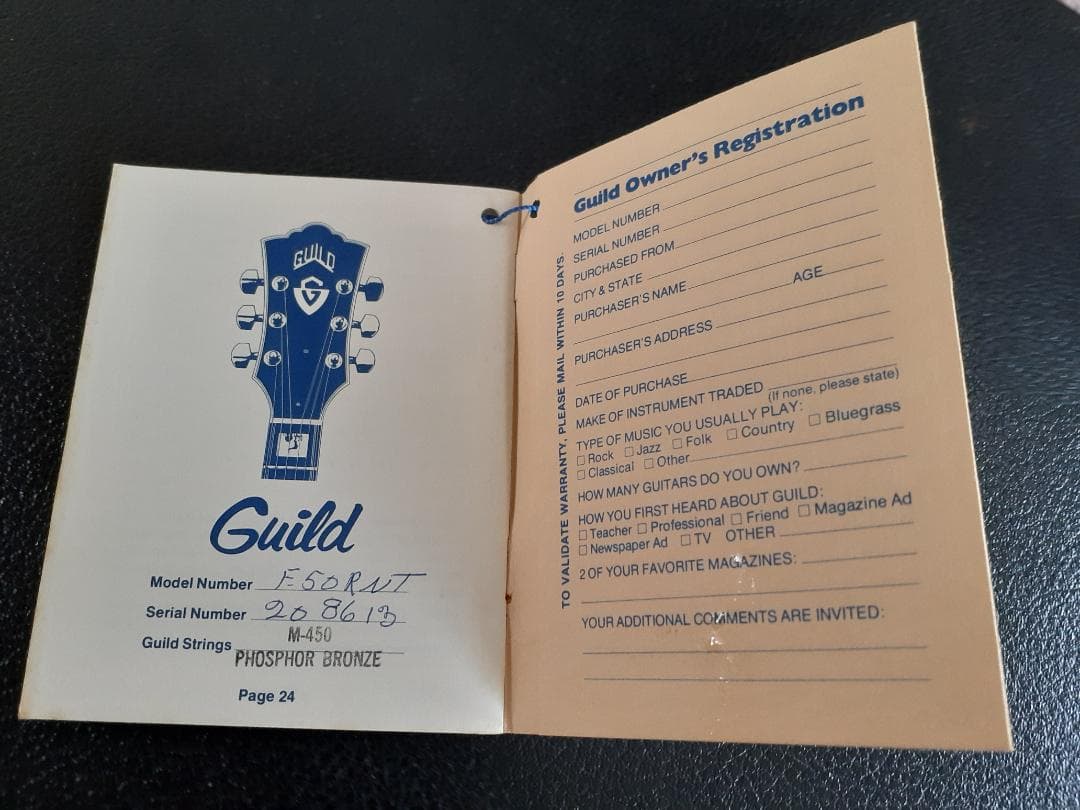 GUILD
G
Guild
Model Number F50RNT
Serial Number 208613
Guild Strings M-450
PHOSPHOR BRONZE
Page 24
TO VALIDATE WARRANTY, PLEASE MAIL WITHIN 10 DAYS.
Guild Owner's Registration
MODEL NUMBER
SERIAL NUMBER
PURCHASED FROM
CITY & STATE
PURCHASER'S NAME AGE
PURCHASER'S ADDRESS
DATE OF PURCHASE
MAKE OF INSTRUMENT TRADED
(If none, please state)
TYPE OF MUSIC YOU USUALLY PLAY:
☐ Rock ☐ Jazz ☐ Folk ☐ Country ☐ Bluegrass
☐ Classical ☐ Other
HOW MANY GUITARS DO YOU OWN?
HOW YOU FIRST HEARD ABOUT GUILD:
☐ Teacher ☐ Professional ☐ Friend ☐ Magazine Ad
☐ Newspaper Ad ☐ TV OTHER
2 OF YOUR FAVORITE MAGAZINES:
YOUR ADDITIONAL COMMENTS ARE INVITED: